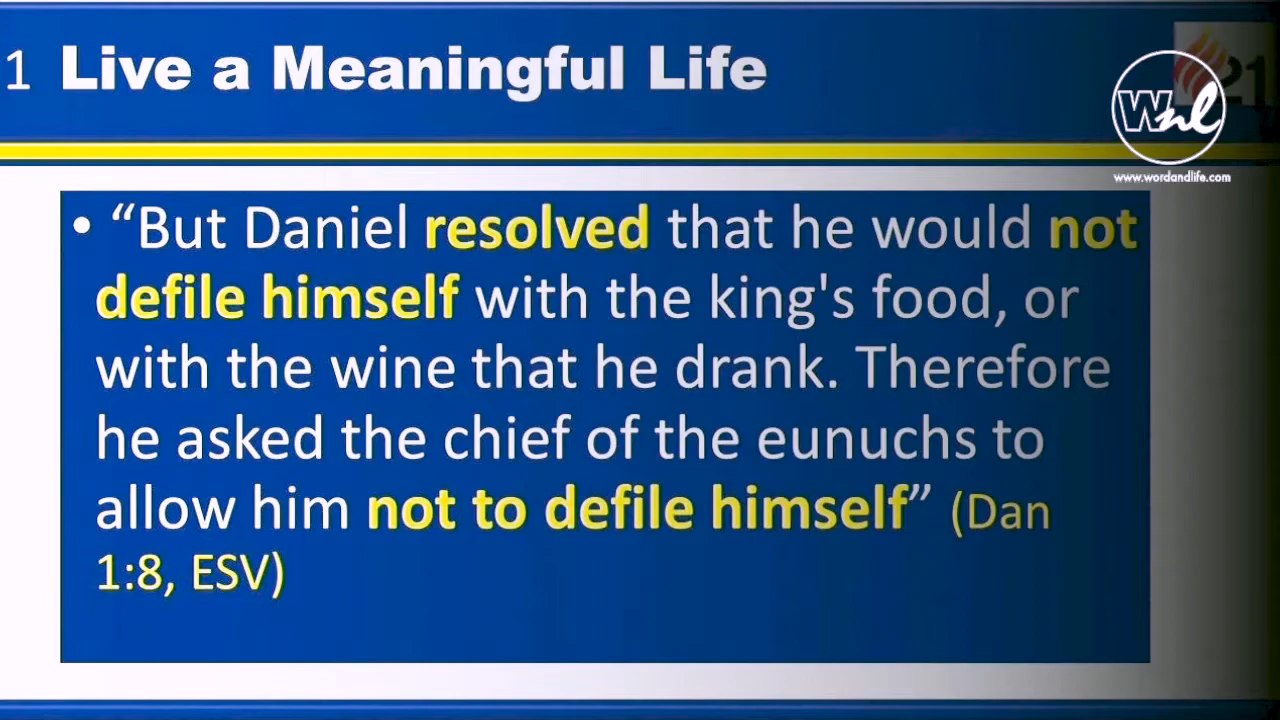 1 Live a Meaningful Life
21
Wnl
www.wordandlife.com
• “But Daniel resolved that he would not
defile himself with the king's food, or
with the wine that he drank. Therefore
he asked the chief of the eunuchs to
allow him not to defile himself” (Dan
1:8, ESV)